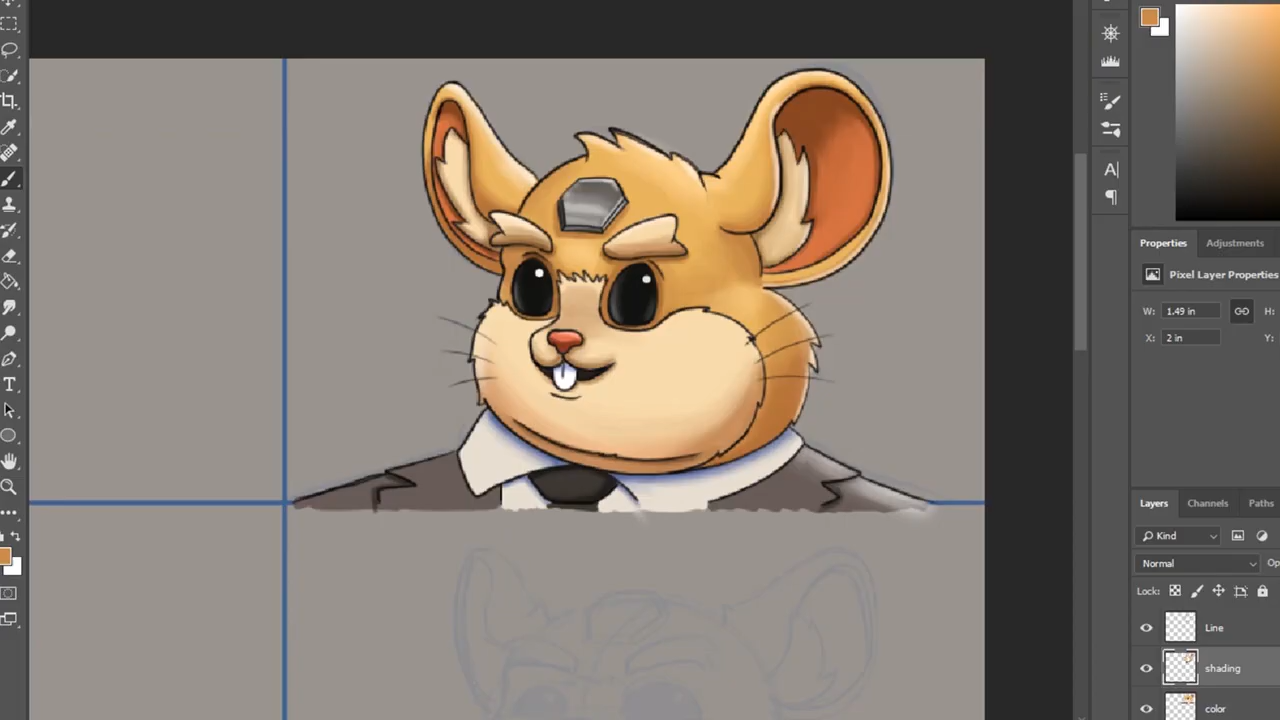 A|
¶
Properties Adjustments
Pixel Layer Properties
W: 1.49 in H:
X: 2 in Y:
T
Layers Channels Paths
Kind
Normal Op
Lock:
Line
shading
color